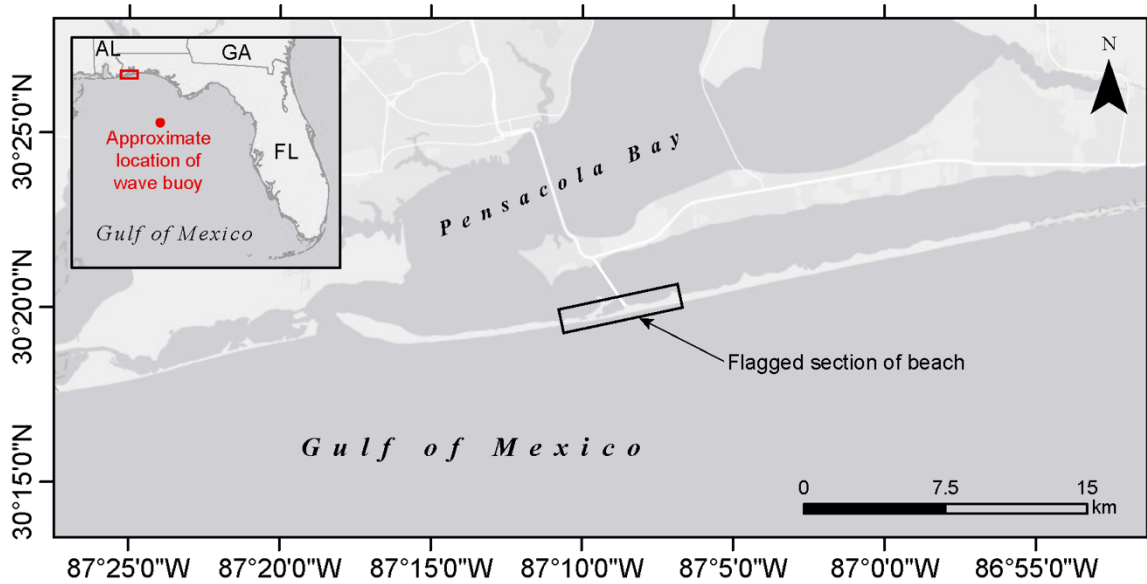 AL
GA
FL
Approximate
location of
wave buoy
Gulf of Mexico
N
Pensacola Bay
Flagged section of beach
Gulf of Mexico
0 7.5 15
km
30°25'0"N
30°20'0"N
30°15'0"N
87°25'0"W 87°20'0"W 87°15'0"W 87°10'0"W 87°5'0"W 87°0'0"W 86°55'0"W